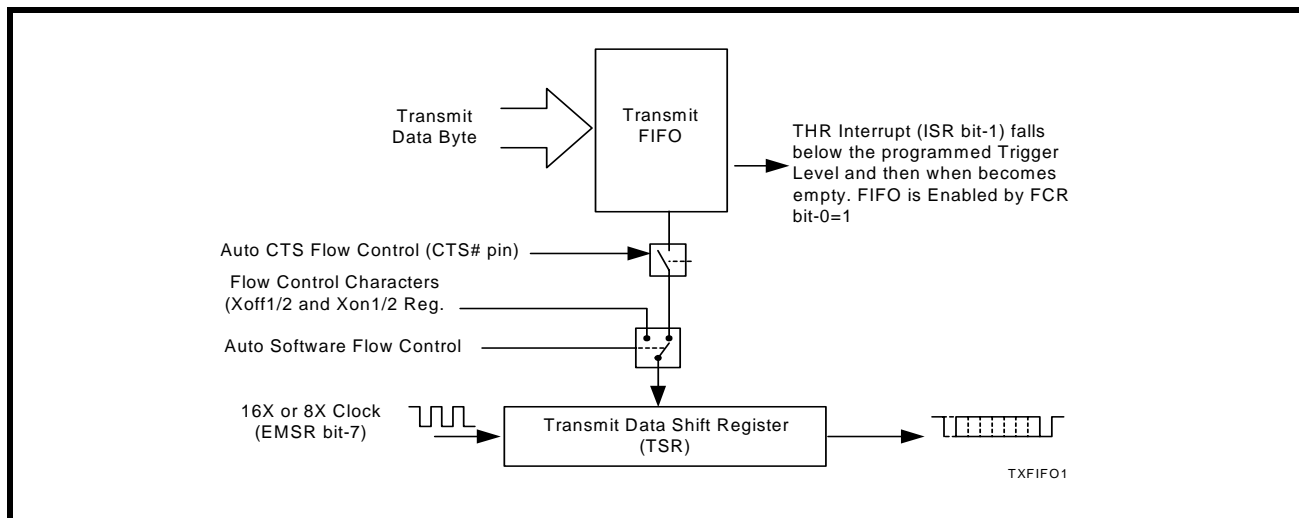 Transmit
Data Byte
Transmit
FIFO
THR Interrupt (ISR bit-1) falls
below the programmed Trigger
Level and then when becomes
empty. FIFO is Enabled by FCR
bit-0=1
Auto CTS Flow Control (CTS# pin)
Flow Control Characters
(Xoff1/2 and Xon1/2 Reg.
Auto Software Flow Control
16X or 8X Clock
(EMSR bit-7)
Transmit Data Shift Register
(TSR)
TXFIFO1